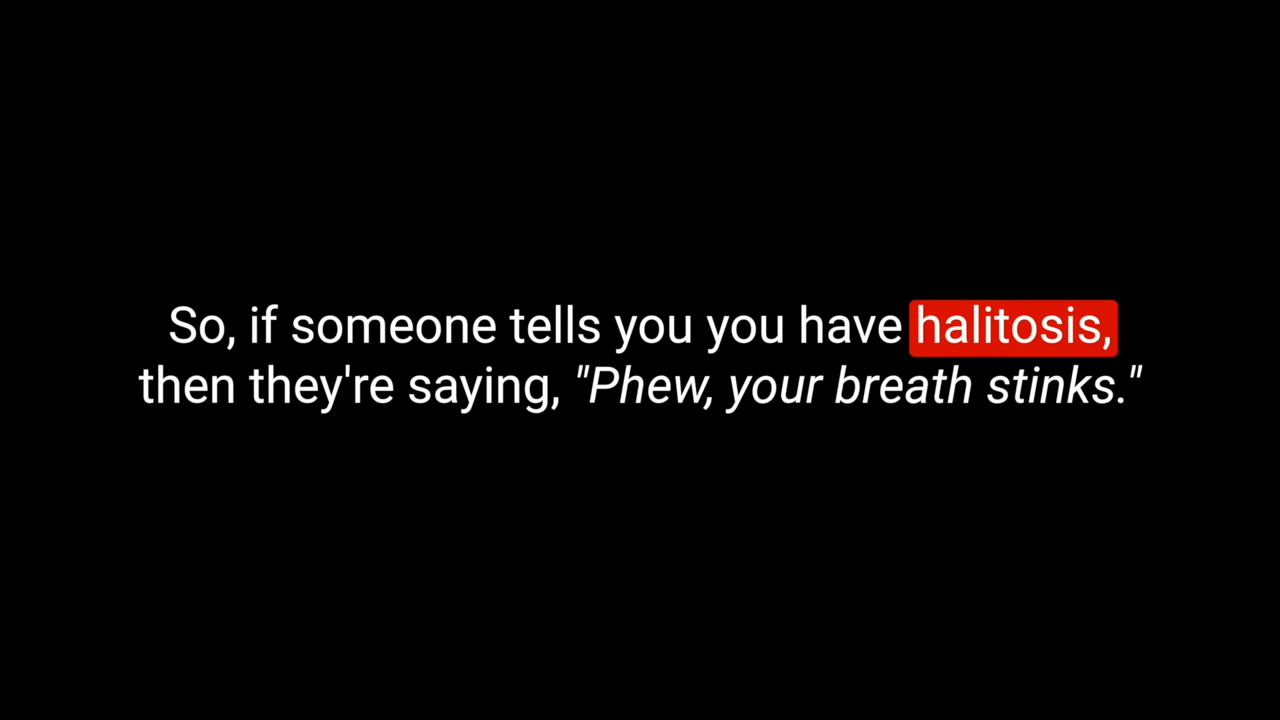 So, if someone tells you you have halitosis,
then they're saying, "Phew, your breath stinks."